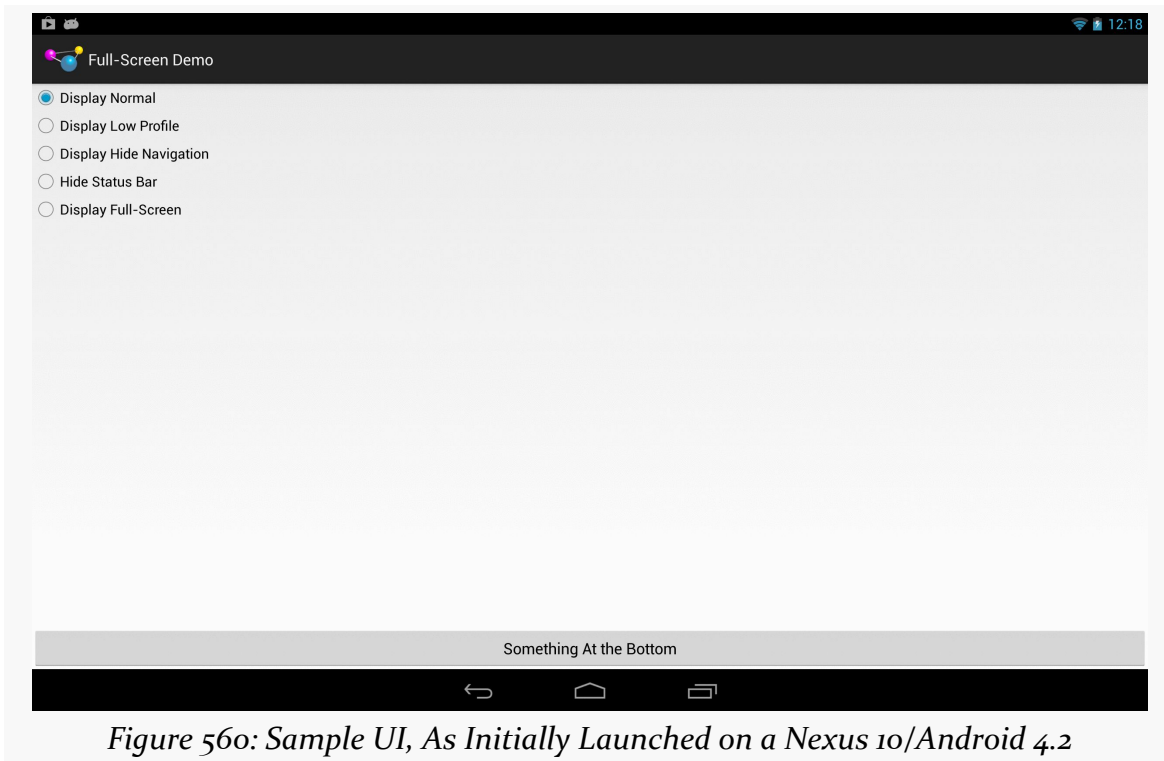 12:18
Full-Screen Demo
Display Normal
Display Low Profile
Display Hide Navigation
Hide Status Bar
Display Full-Screen
Something At the Bottom
Figure 560: Sample UI, As Initially Launched on a Nexus 10/Android 4.2